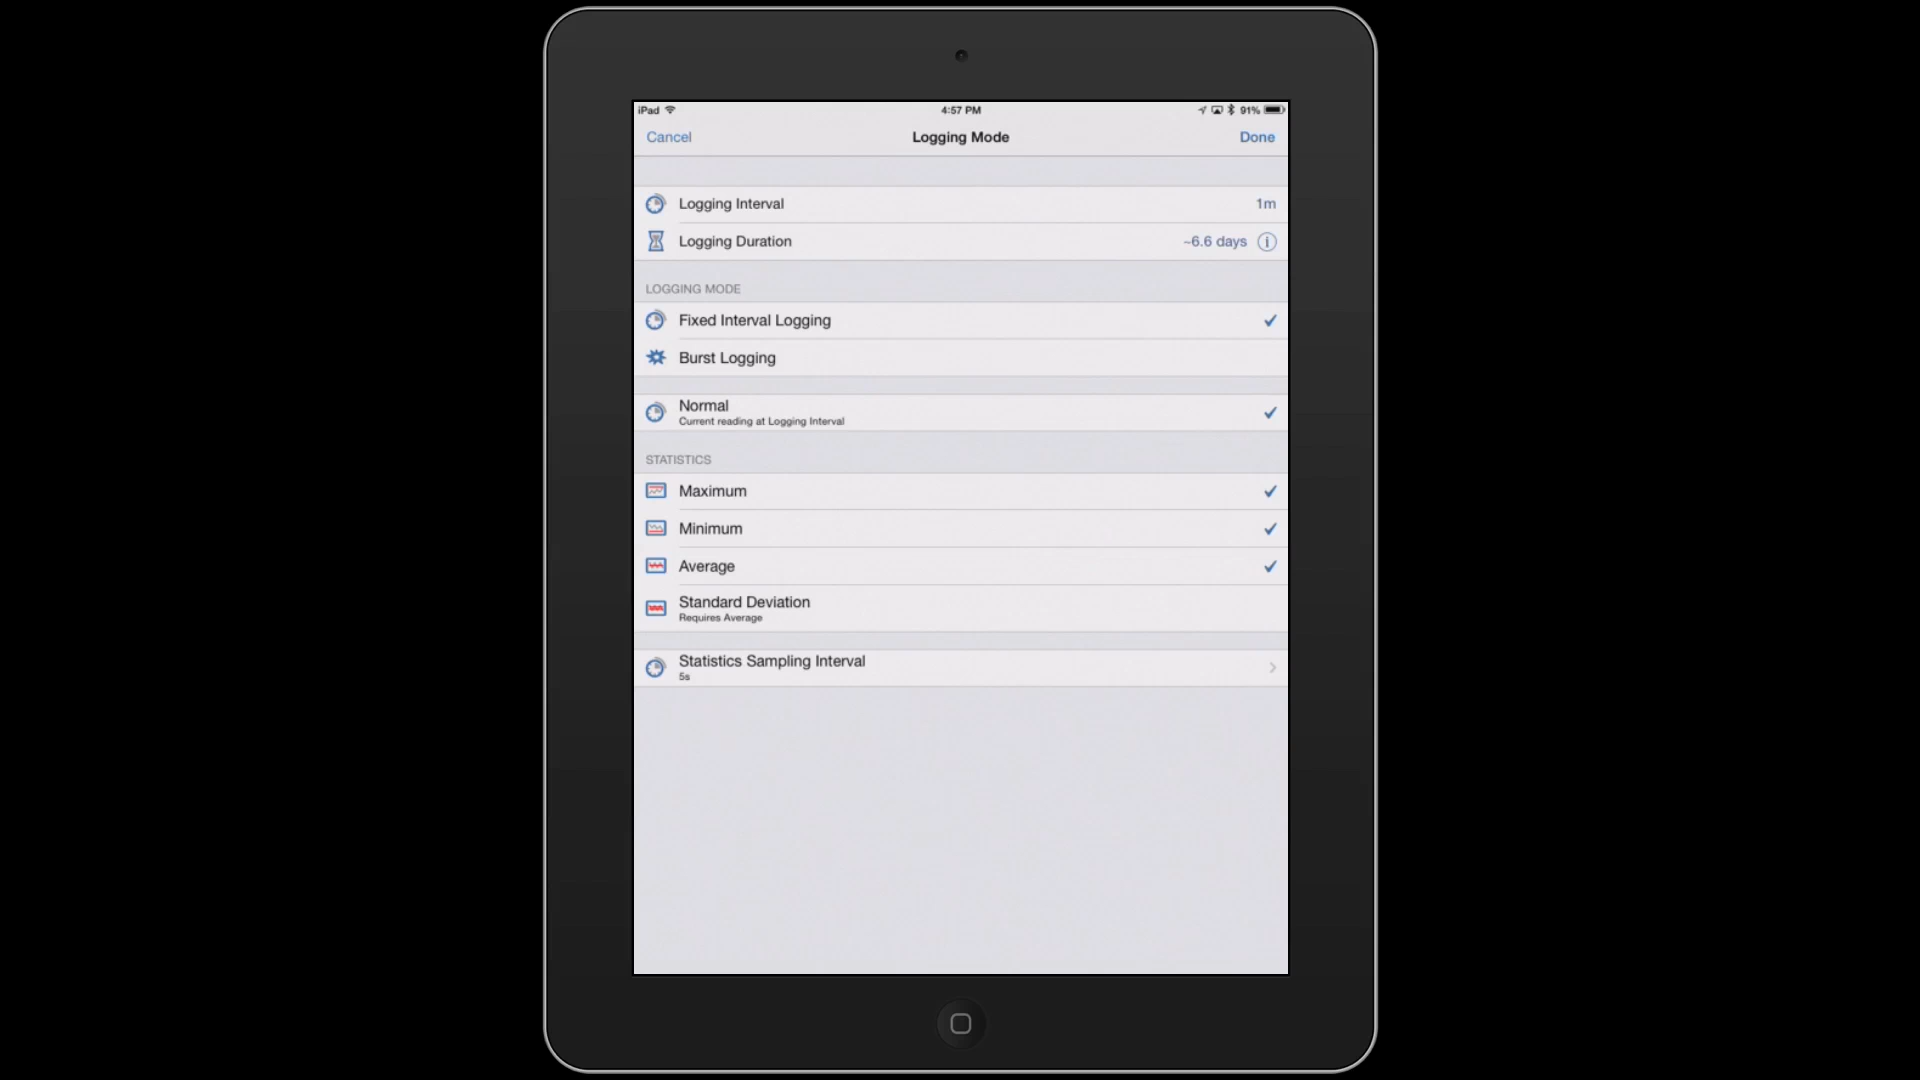 iPad
4:57 PM
91%
Cancel
Logging Mode
Done
Logging Interval
1m
Logging Duration
~6.6 days
LOGGING MODE
Fixed Interval Logging
Burst Logging
Normal
Current reading at Logging Interval
STATISTICS
Maximum
Minimum
Average
Standard Deviation
Requires Average
Statistics Sampling Interval
5s